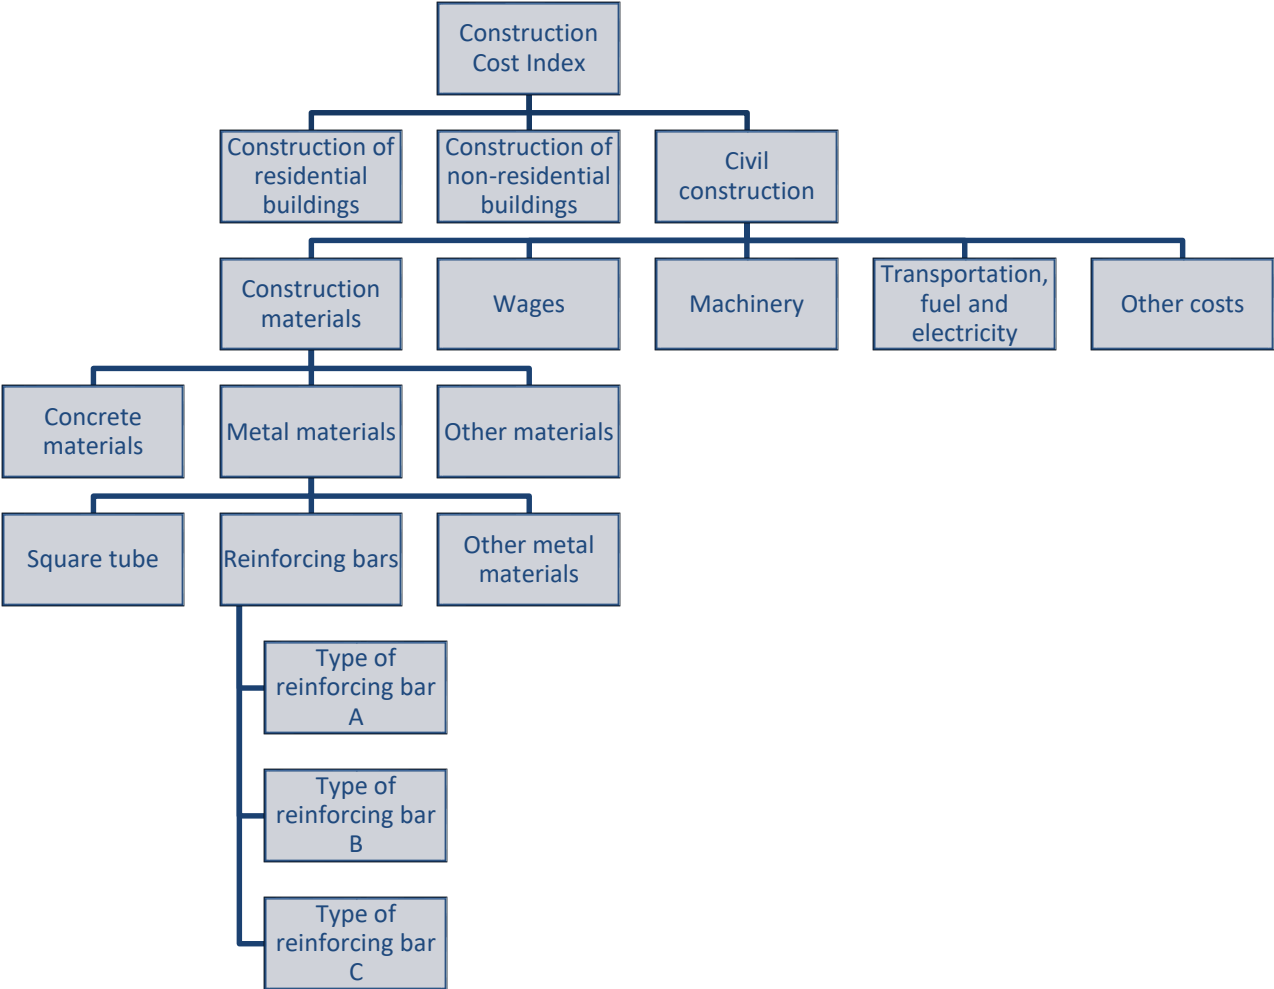 Construction
Cost Index
Construction of
residential
buildings
Construction of
non-residential
buildings
Civil
construction
Construction
materials
Wages
Machinery
Transportation,
fuel and
electricity
Other costs
Concrete
materials
Metal materials
Other materials
Square tube
Reinforcing bars
Other metal
materials
Type of
reinforcing bar
A
Type of
reinforcing bar
B
Type of
reinforcing bar
C